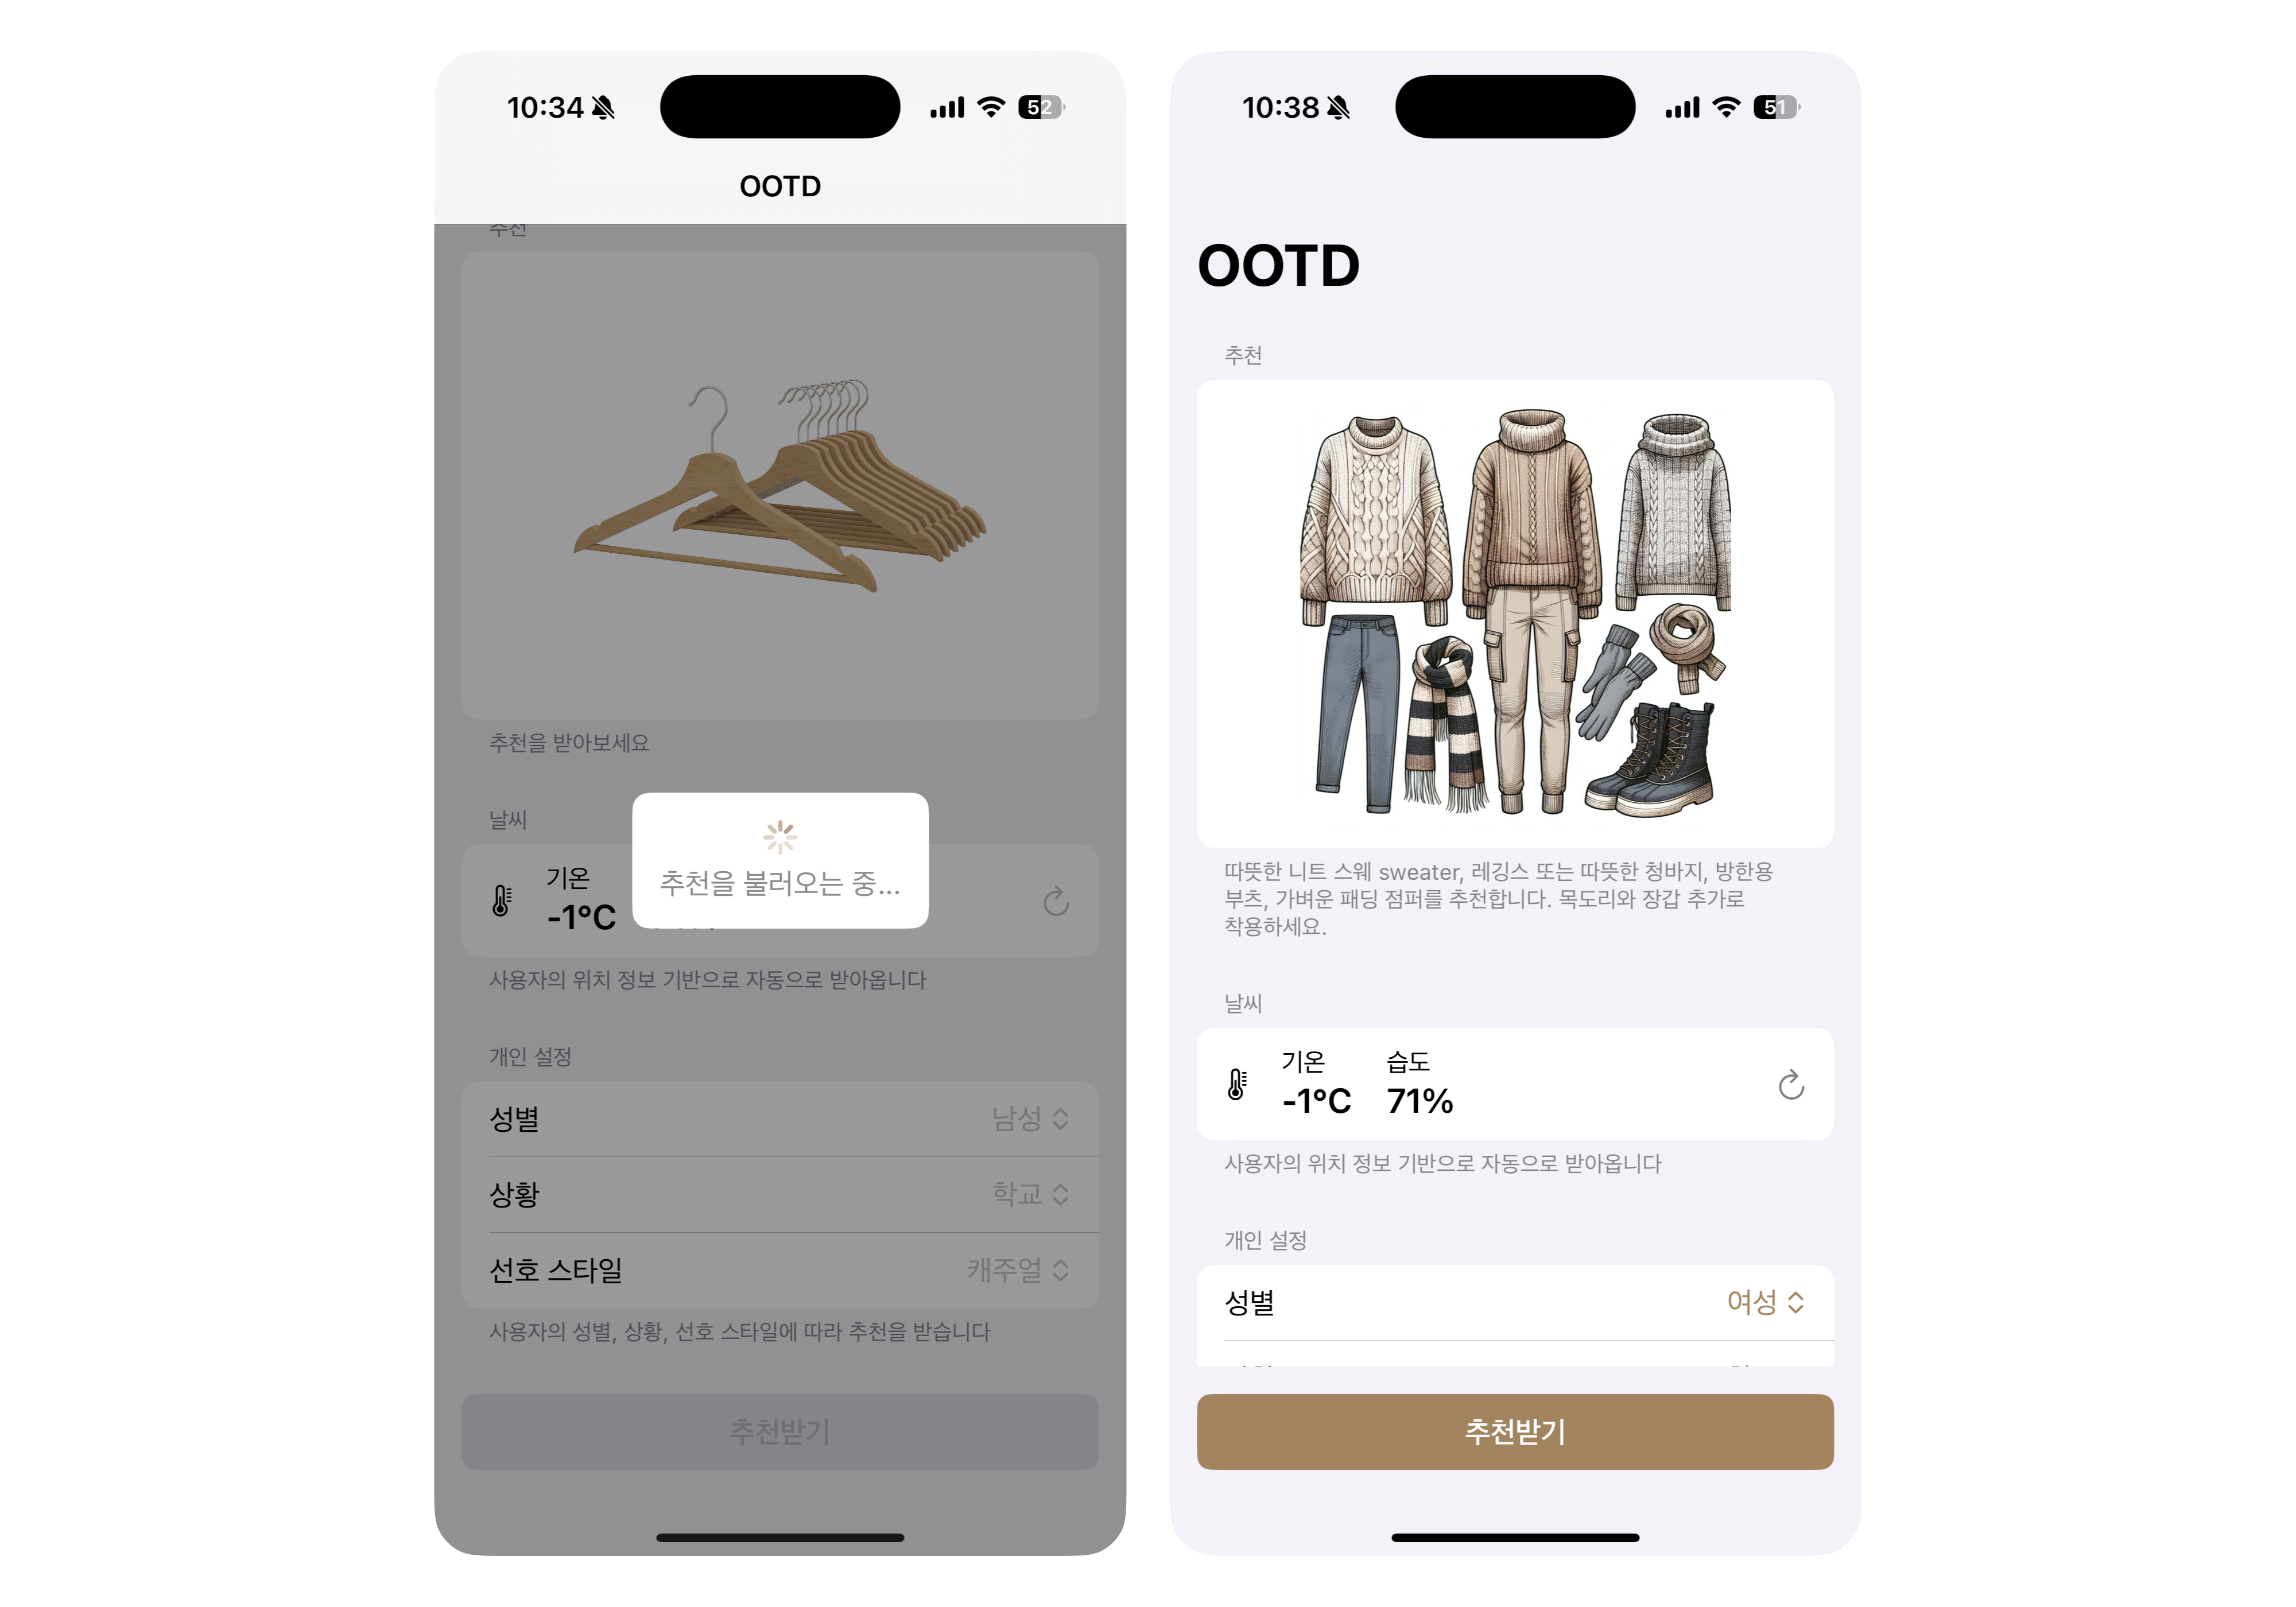 10:34
52
OOTD
추천
추천을 받아보세요
날씨
기온
-1°C
추천을 불러오는 중...
사용자의 위치 정보 기반으로 자동으로 받아옵니다
개인 설정
성별 남성
상황 학교
선호 스타일 캐주얼
사용자의 성별, 상황, 선호 스타일에 따라 추천을 받습니다
추천받기
10:38
51
OOTD
추천
따뜻한 니트 스웨 sweater, 레깅스 또는 따뜻한 청바지, 방한용
부츠, 가벼운 패딩 점퍼를 추천합니다. 목도리와 장갑 추가로
착용하세요.
날씨
기온 습도
-1°C 71%
사용자의 위치 정보 기반으로 자동으로 받아옵니다
개인 설정
성별 여성
추천받기